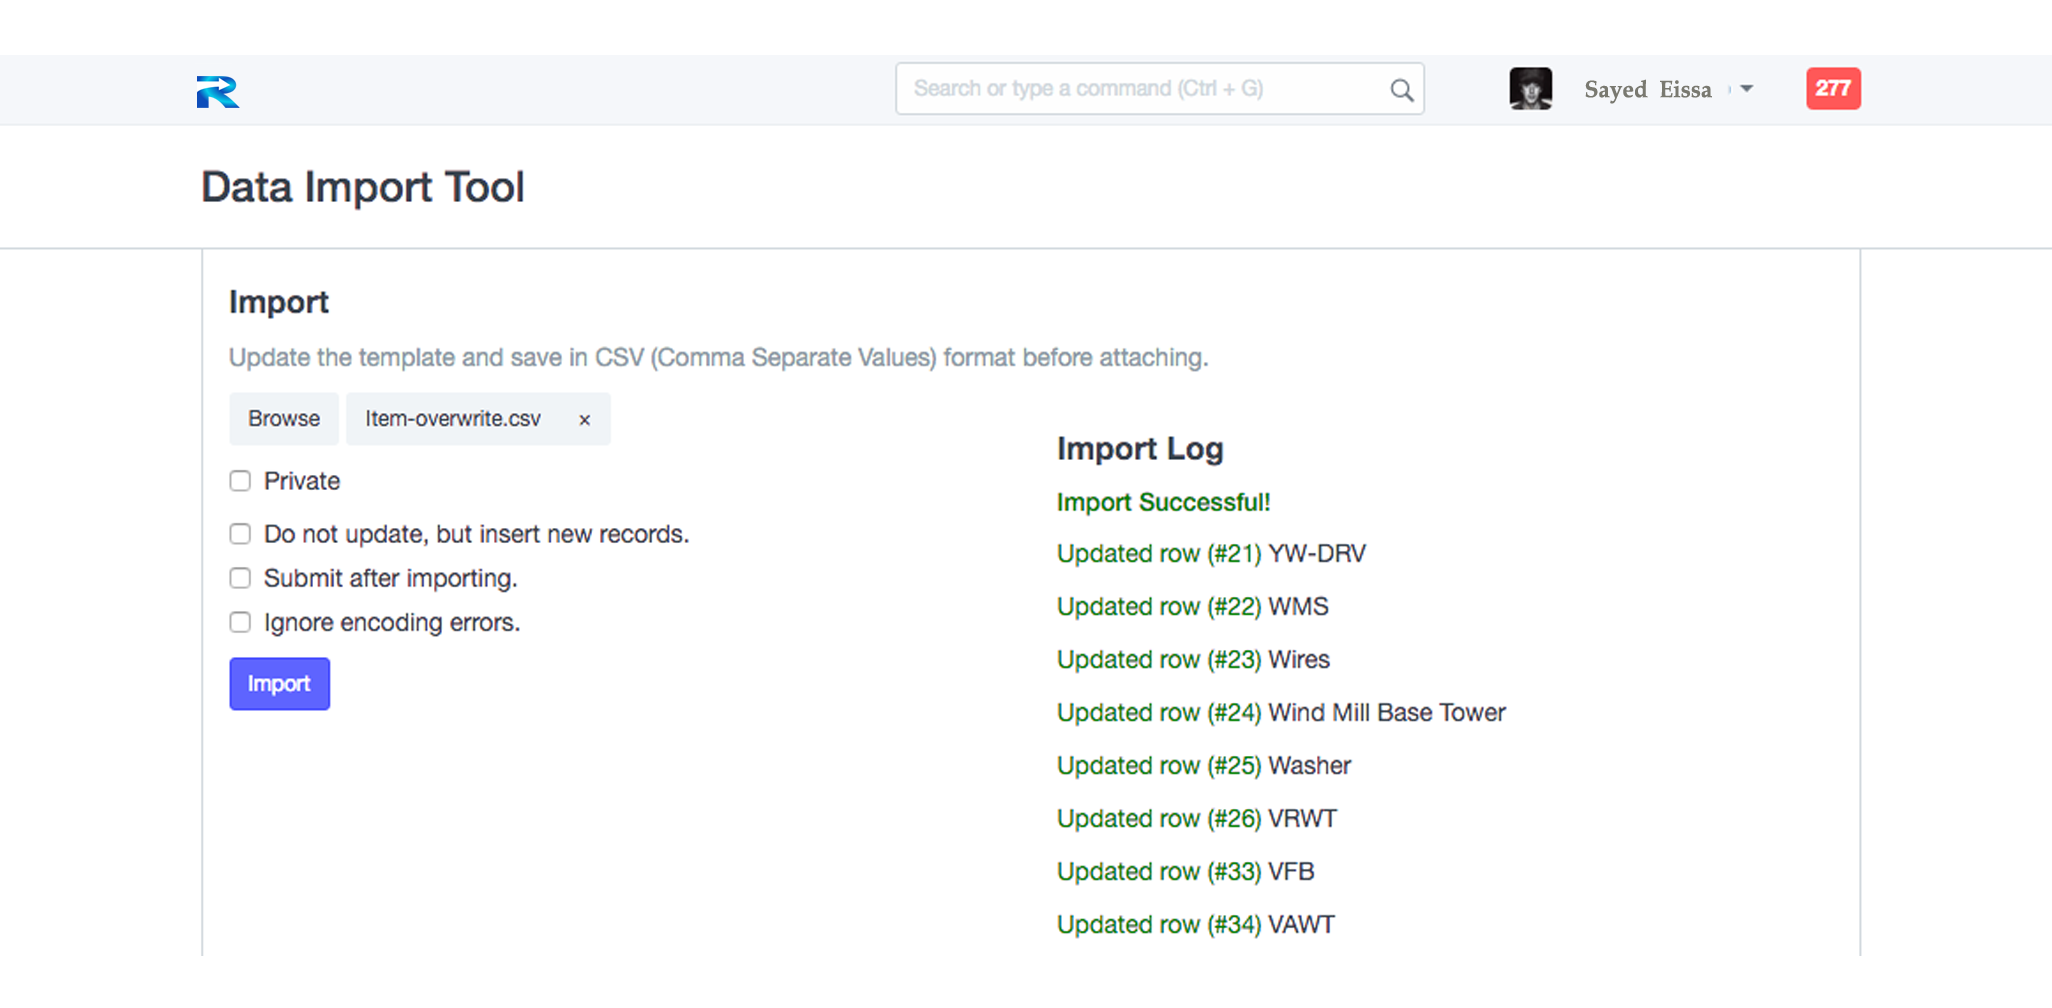 Search or type a command (Ctrl + G)
Sayed Eissa
277
Data Import Tool
Import
Update the template and save in CSV (Comma Separate Values) format before attaching.
Browse
Item-overwrite.csv ×
Private
Do not update, but insert new records.
Submit after importing.
Ignore encoding errors.
Import
Import Log
Import Successful!
Updated row (#21) YW-DRV
Updated row (#22) WMS
Updated row (#23) Wires
Updated row (#24) Wind Mill Base Tower
Updated row (#25) Washer
Updated row (#26) VRWT
Updated row (#33) VFB
Updated row (#34) VAWT